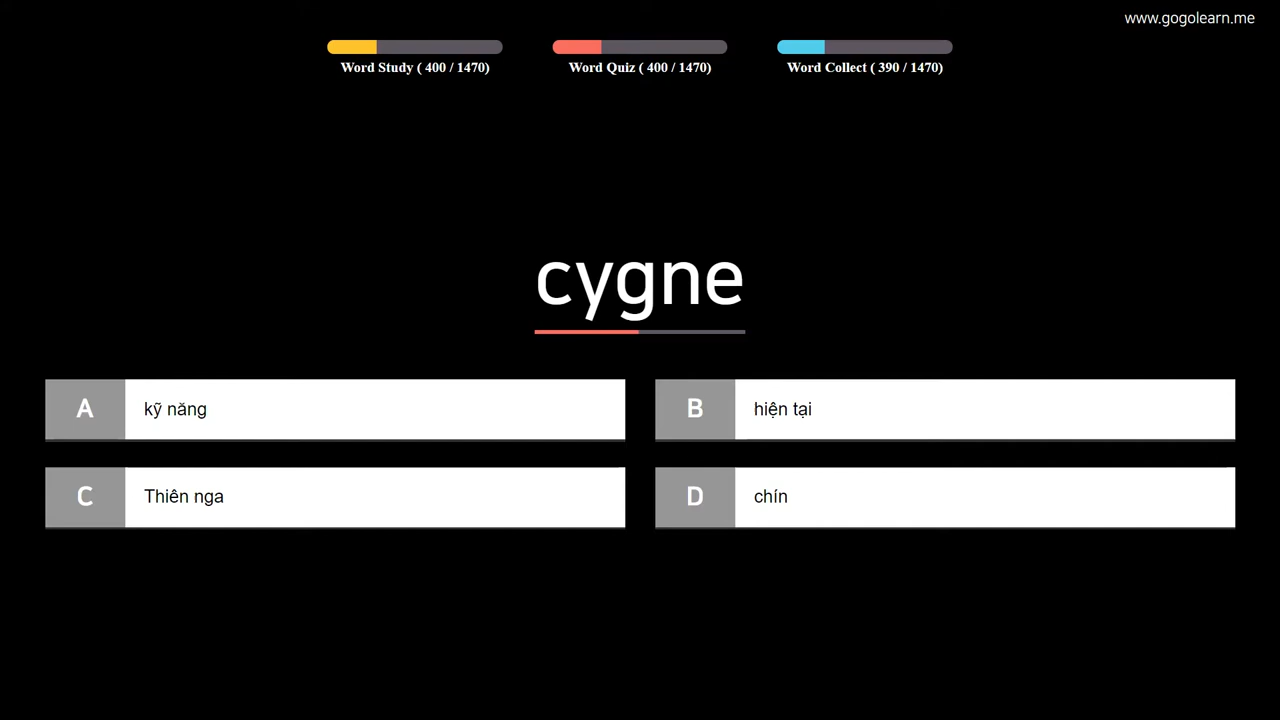 www.gogolearn.me
Word Study ( 400 / 1470)
Word Quiz ( 400 / 1470)
Word Collect ( 390 / 1470)
cygne
A kỹ năng
B hiện tại
C Thiên nga
D chín